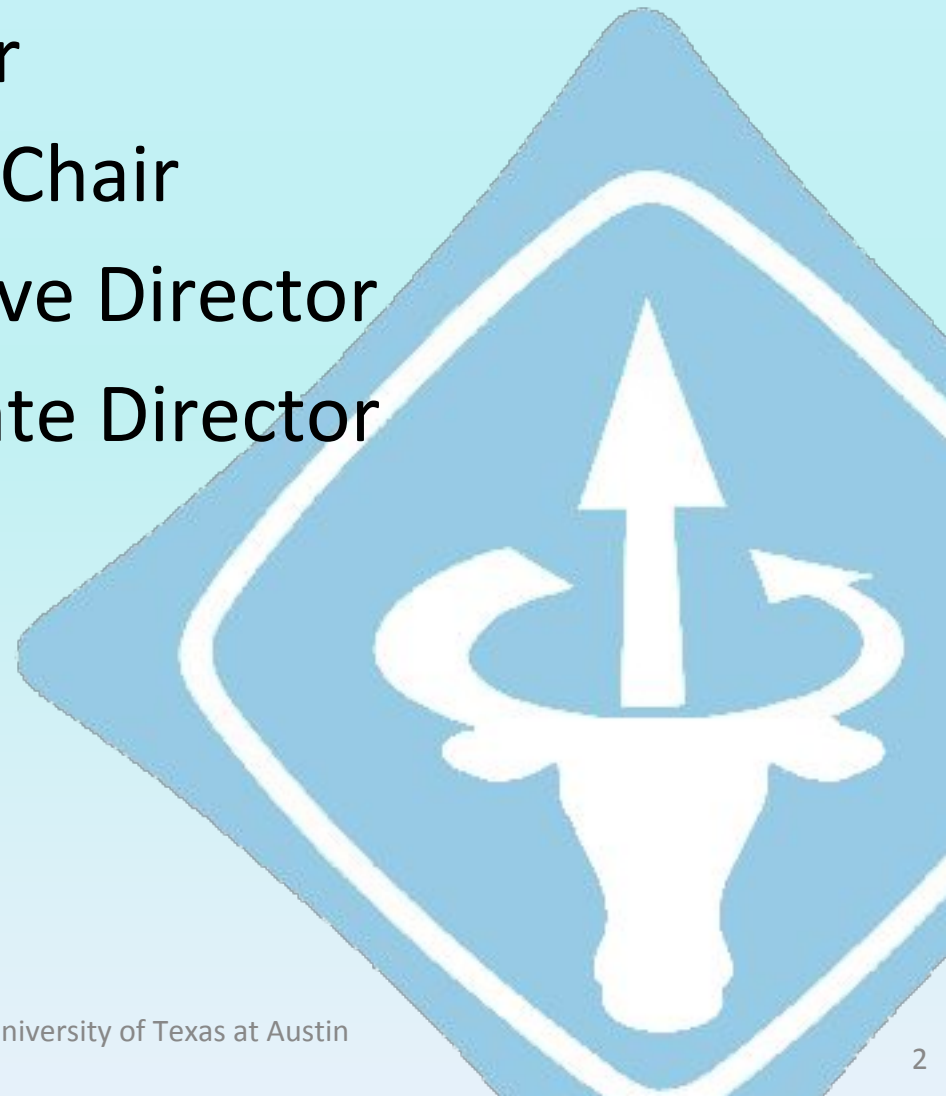 r
Chair
ve Director
te Director
niversity of Texas at Austin
2